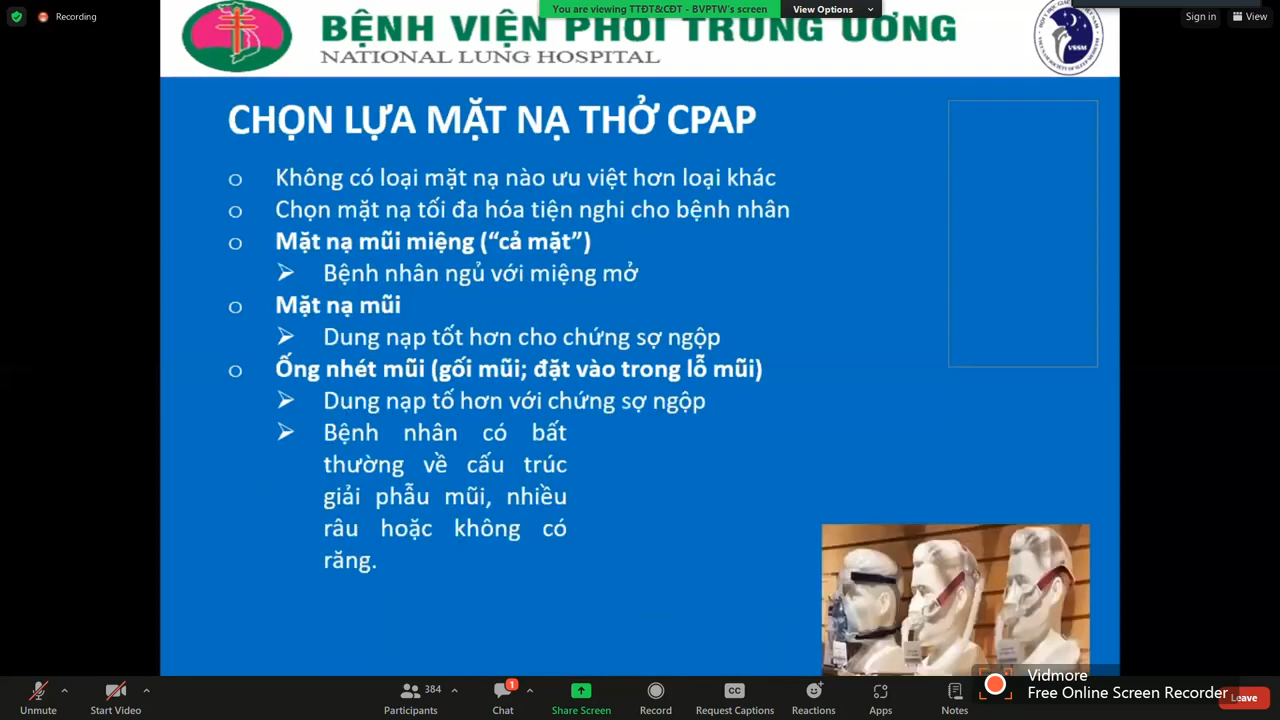 Recording
You are viewing TTĐT&CĐT - BVPTW's screen
View Options
Sign in
View
BỆNH VIỆN PHỔI TRUNG ƯƠNG
NATIONAL LUNG HOSPITAL
VSSM
CHỌN LỰA MẶT NẠ THỞ CPAP
o Không có loại mặt nạ nào ưu việt hơn loại khác
o Chọn mặt nạ tối đa hóa tiện nghi cho bệnh nhân
o Mặt nạ mũi miệng (“cả mặt”)
➢ Bệnh nhân ngủ với miệng mở
o Mặt nạ mũi
➢ Dung nạp tốt hơn cho chứng sợ ngộp
o Ống nhét mũi (gối mũi; đặt vào trong lỗ mũi)
➢ Dung nạp tố hơn với chứng sợ ngộp
➢ Bệnh nhân có bất
thường về cấu trúc
giải phẫu mũi, nhiều
râu hoặc không có
răng.
Vidmore
Free Online Screen Recorder
Unmute
Start Video
384
Participants
1
Chat
Share Screen
Record
CC
Request Captions
Reactions
Apps
Notes
Leave